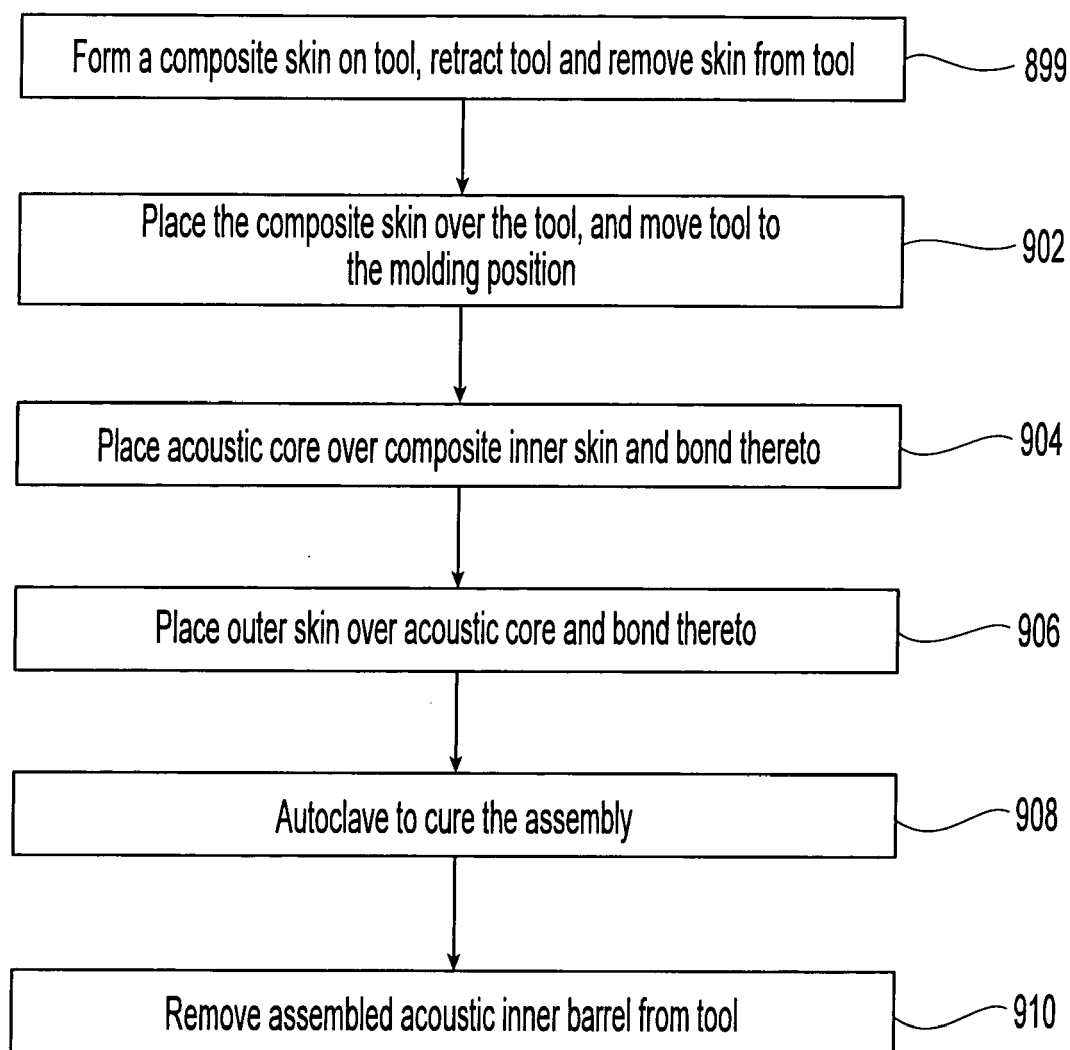 Form a composite skin on tool, retract tool and remove skin from tool
899
Place the composite skin over the tool, and move tool to
the molding position
902
Place acoustic core over composite inner skin and bond thereto
904
Place outer skin over acoustic core and bond thereto
906
Autoclave to cure the assembly
908
Remove assembled acoustic inner barrel from tool
910